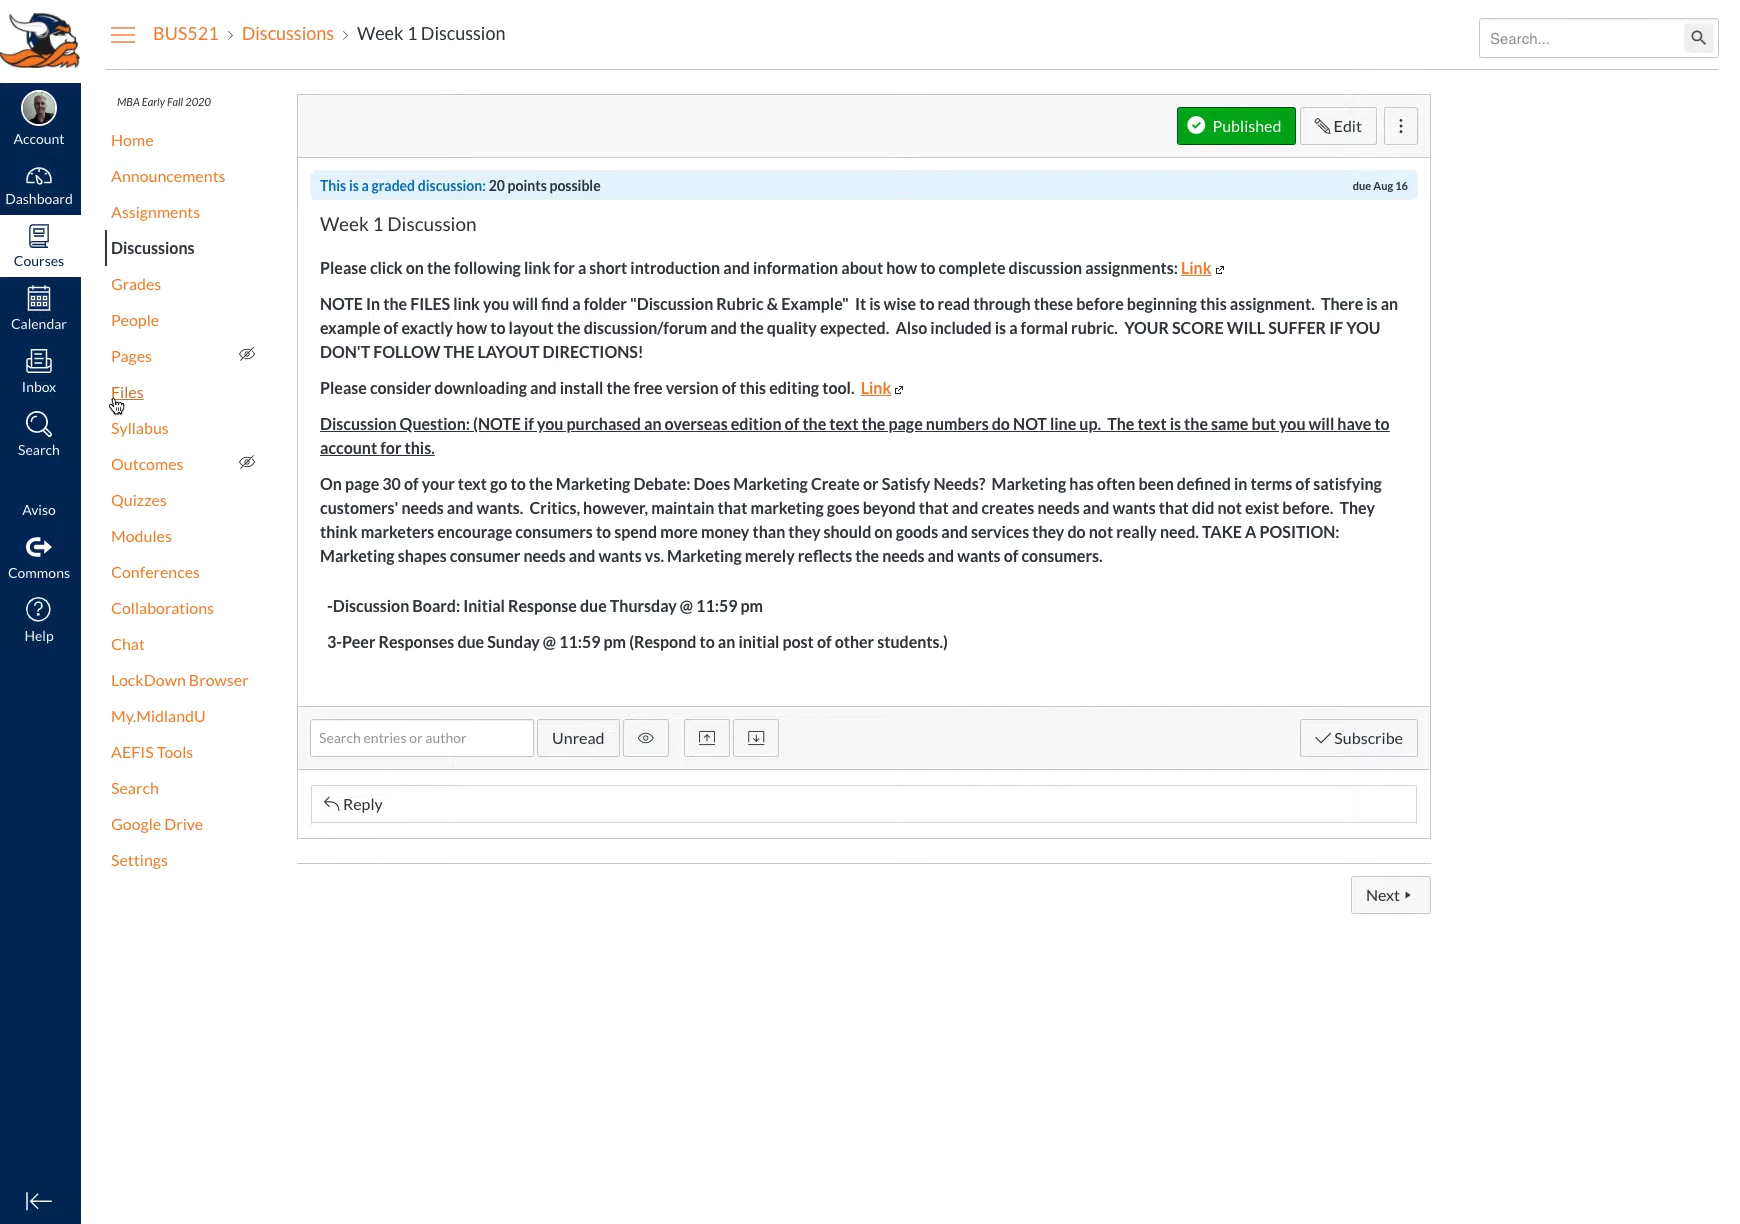 BUS521 › Discussions › Week 1 Discussion
Search...
Account
Dashboard
Courses
Calendar
Inbox
Search
Aviso
Commons
Help
MBA Early Fall 2020
Home
Announcements
Assignments
Discussions
Grades
People
Pages
Files
Syllabus
Outcomes
Quizzes
Modules
Conferences
Collaborations
Chat
LockDown Browser
My.MidlandU
AEFIS Tools
Search
Google Drive
Settings
Published
Edit
This is a graded discussion: 20 points possible
due Aug 16
Week 1 Discussion
Please click on the following link for a short introduction and information about how to complete discussion assignments: Link
NOTE In the FILES link you will find a folder "Discussion Rubric & Example"  It is wise to read through these before beginning this assignment.  There is an
example of exactly how to layout the discussion/forum and the quality expected.  Also included is a formal rubric.  YOUR SCORE WILL SUFFER IF YOU
DON'T FOLLOW THE LAYOUT DIRECTIONS!
Please consider downloading and install the free version of this editing tool.  Link
Discussion Question: (NOTE if you purchased an overseas edition of the text the page numbers do NOT line up.  The text is the same but you will have to
account for this.
On page 30 of your text go to the Marketing Debate: Does Marketing Create or Satisfy Needs?  Marketing has often been defined in terms of satisfying
customers' needs and wants.  Critics, however, maintain that marketing goes beyond that and creates needs and wants that did not exist before.  They
think marketers encourage consumers to spend more money than they should on goods and services they do not really need. TAKE A POSITION:
Marketing shapes consumer needs and wants vs. Marketing merely reflects the needs and wants of consumers.
-Discussion Board: Initial Response due Thursday @ 11:59 pm
3-Peer Responses due Sunday @ 11:59 pm (Respond to an initial post of other students.)
Search entries or author
Unread
Subscribe
Reply
Next